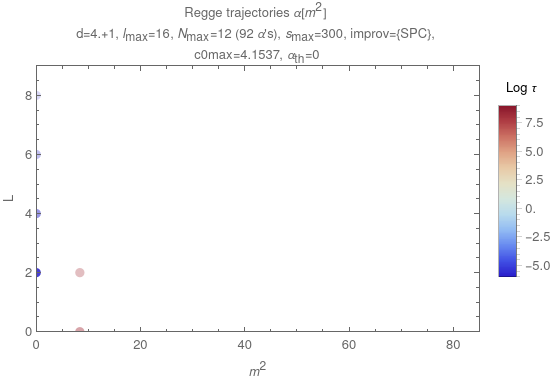 Regge trajectories α[m²]
d=4.+1, lmax=16, Nmax=12 (92 α's), smax=300, improv={SPC},
c0max=4.1537, αth=0
Log τ
7.5
5.0
2.5
0.
−2.5
−5.0
L
8
6
4
2
0
0 20 40 60 80
m²